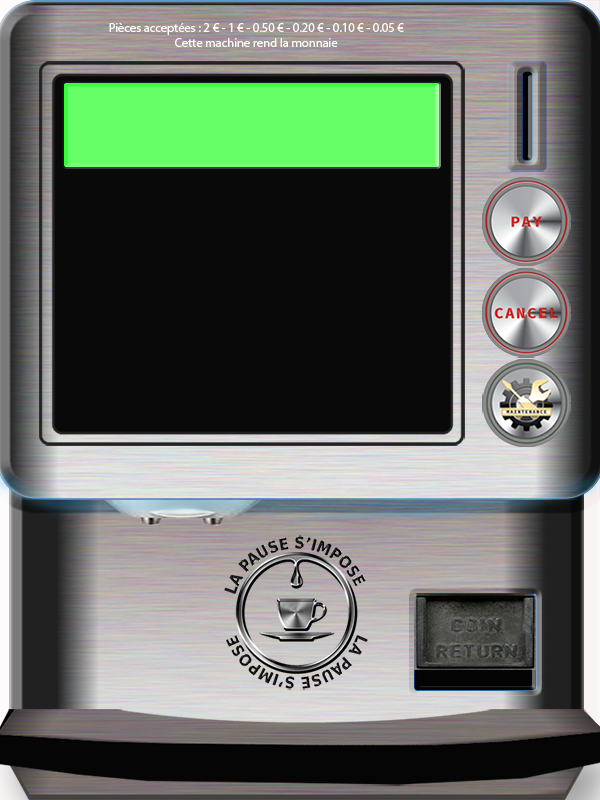 Pièces acceptées : 2 € - 1 € - 0.50 € - 0.20 € - 0.10 € - 0.05 €
Cette machine rend la monnaie
PAY
CANCEL
MAINTENANCE
LA PAUSE S'IMPOSE
LA PAUSE S'IMPOSE
COIN
RETURN